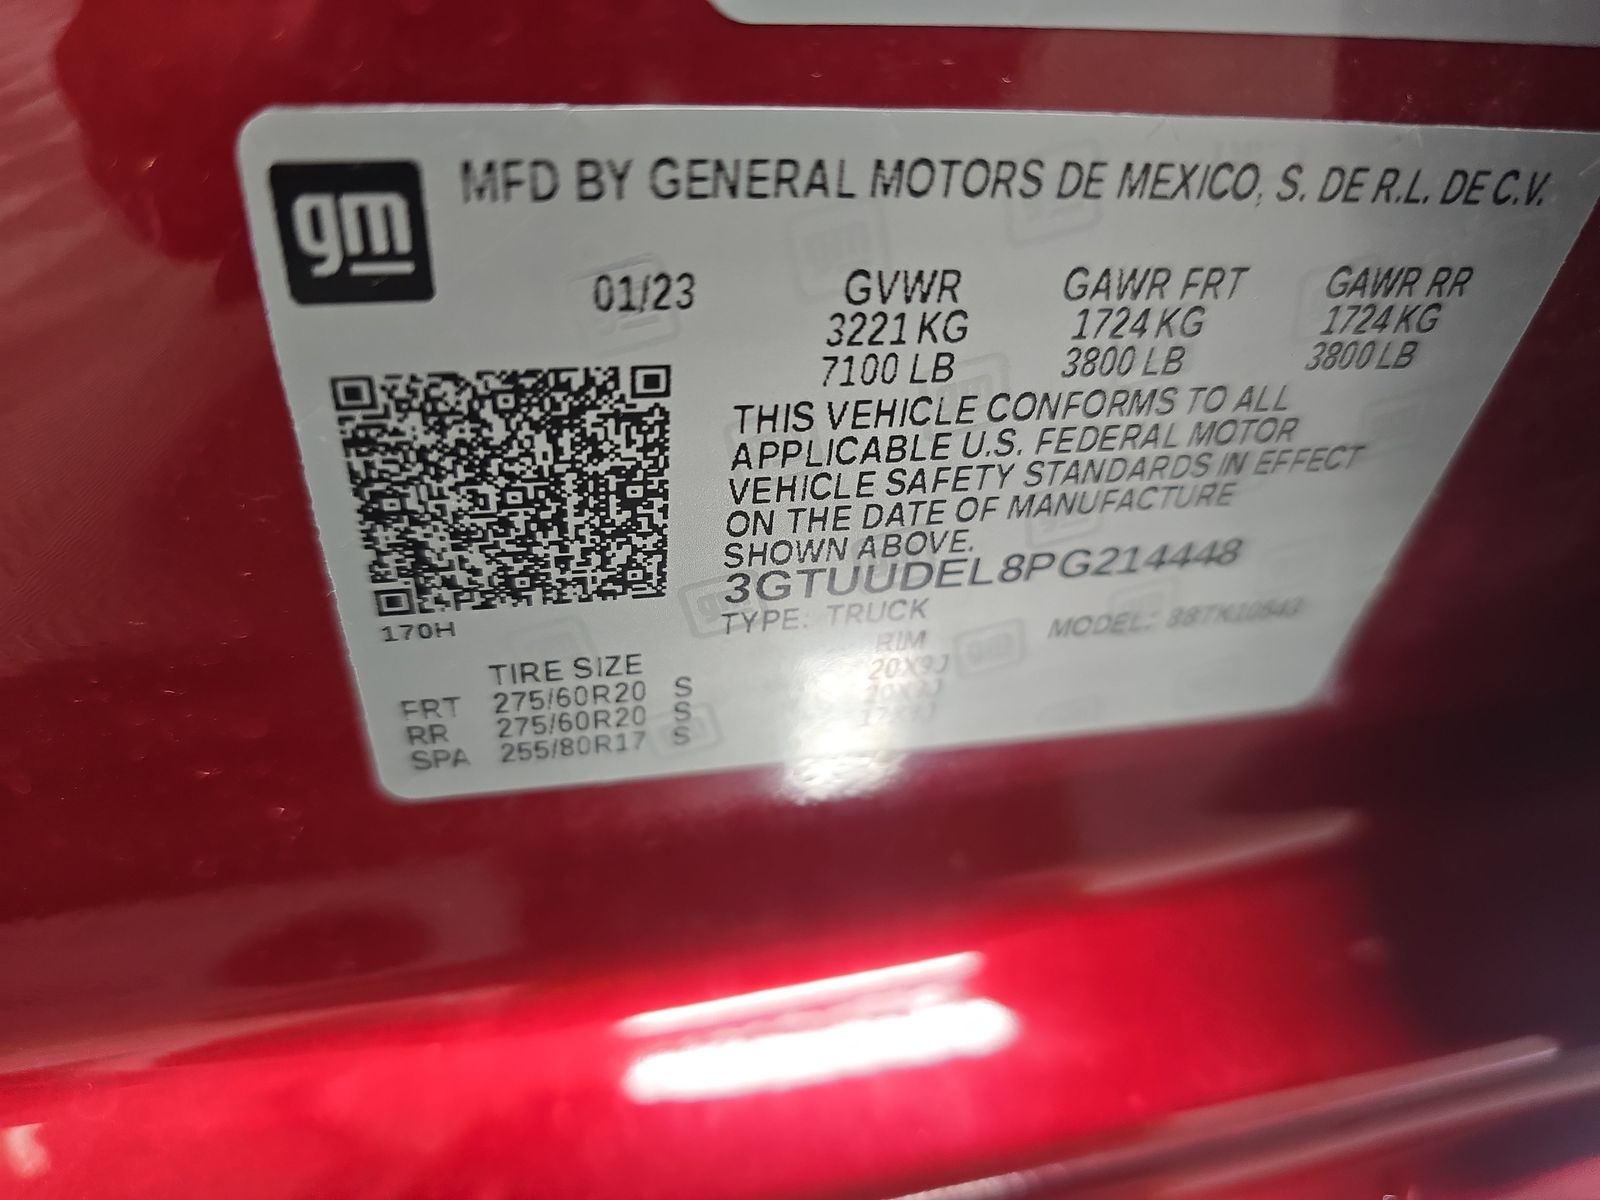 gm
MFD BY GENERAL MOTORS DE MEXICO, S. DE R.L. DE C.V.
01/23 GVWR GAWR FRT GAWR RR
3221 KG 1724 KG 1724 KG
7100 LB 3800 LB 3800 LB
THIS VEHICLE CONFORMS TO ALL
APPLICABLE U.S. FEDERAL MOTOR
VEHICLE SAFETY STANDARDS IN EFFECT
ON THE DATE OF MANUFACTURE
SHOWN ABOVE.
3GTUUDEL8PG214448
170H
TYPE: TRUCK MODEL:
TIRE SIZE RIM
FRT 275/60R20 S 20X9J
RR 275/60R20 S 20X9J
SPA 255/80R17 S